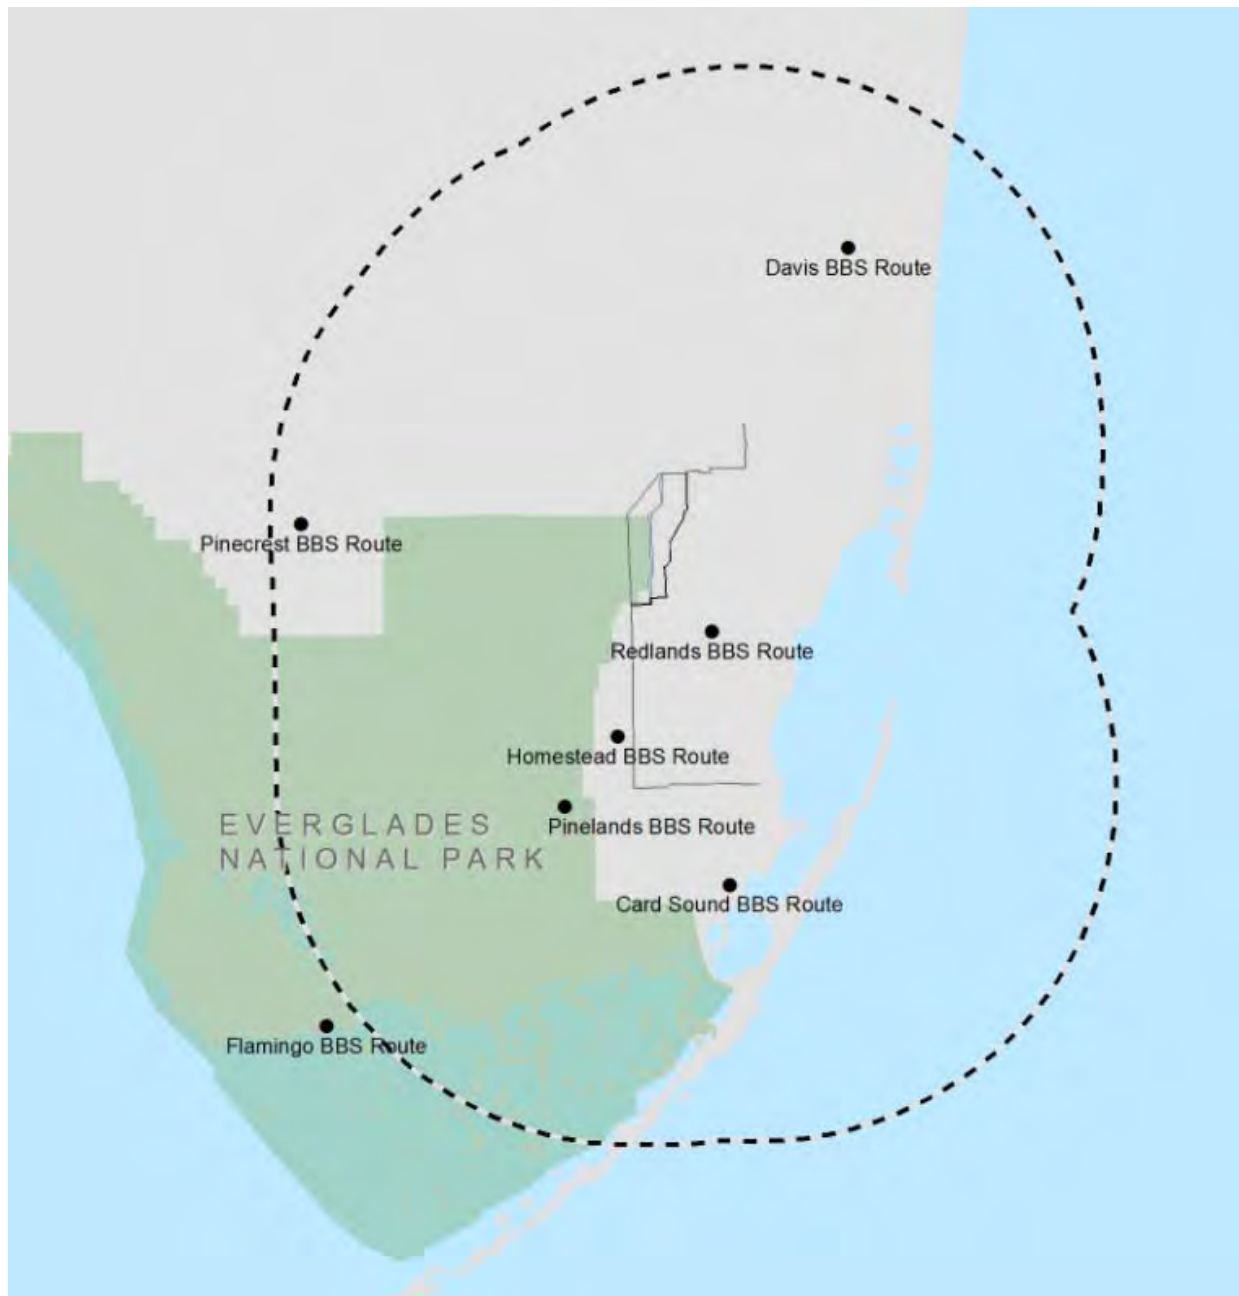 Davis BBS Route
Pinecrest BBS Route
Redlands BBS Route
Homestead BBS Route
EVERGLADES
NATIONAL PARK
Pinelands BBS Route
Card Sound BBS Route
Flamingo BBS Route